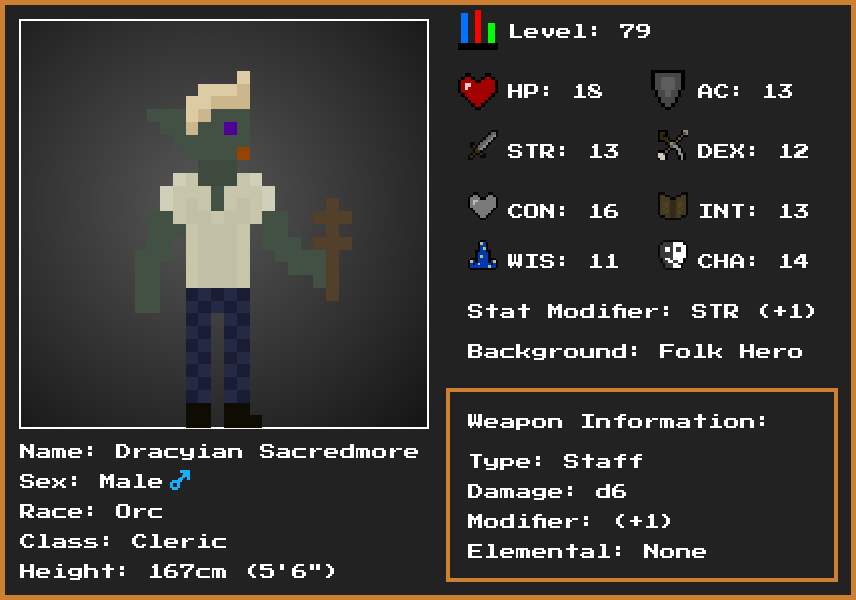 Level: 79
HP: 18
AC: 13
STR: 13
DEX: 12
CON: 16
INT: 13
WIS: 11
CHA: 14
Stat Modifier: STR (+1)
Background: Folk Hero
Weapon Information:
Type: Staff
Damage: d6
Modifier: (+1)
Elemental: None
Name: Dracyian Sacredmore
Sex: Male♂
Race: Orc
Class: Cleric
Height: 167cm (5'6")